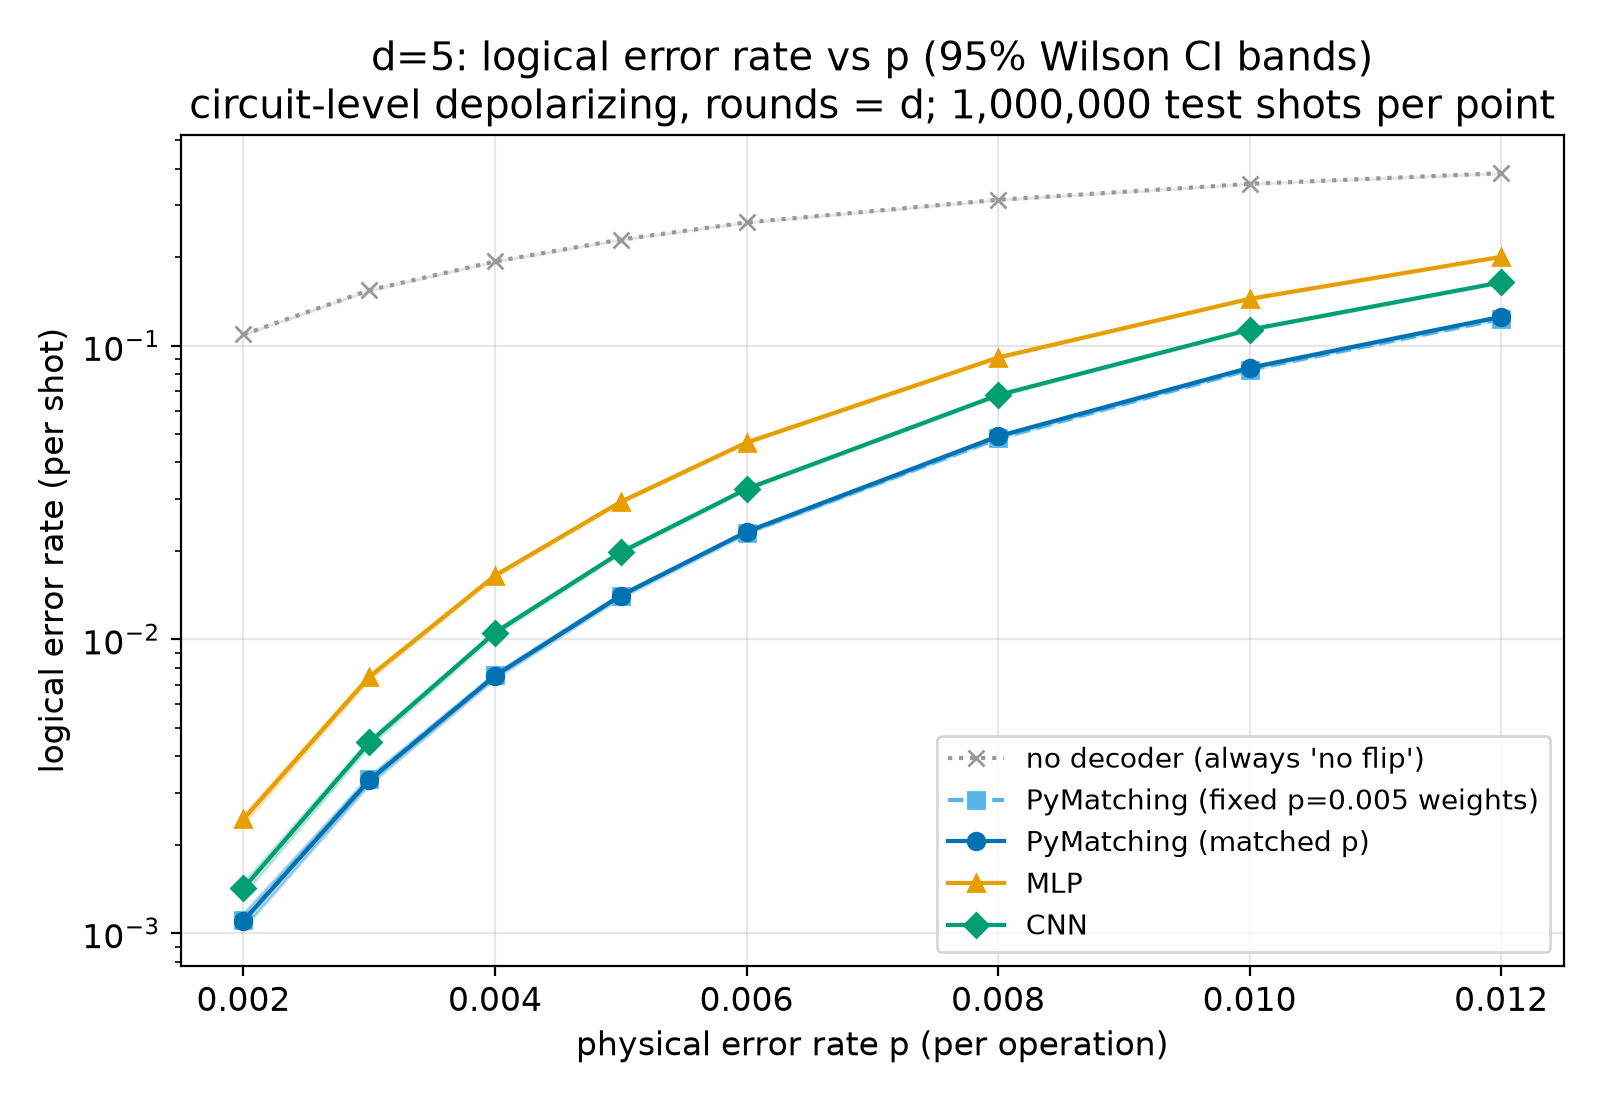 d=5: logical error rate vs p (95% Wilson CI bands)
circuit-level depolarizing, rounds = d; 1,000,000 test shots per point
logical error rate (per shot)
10⁻¹
10⁻²
10⁻³
no decoder (always 'no flip')
PyMatching (fixed p=0.005 weights)
PyMatching (matched p)
MLP
CNN
0.002 0.004 0.006 0.008 0.010 0.012
physical error rate p (per operation)